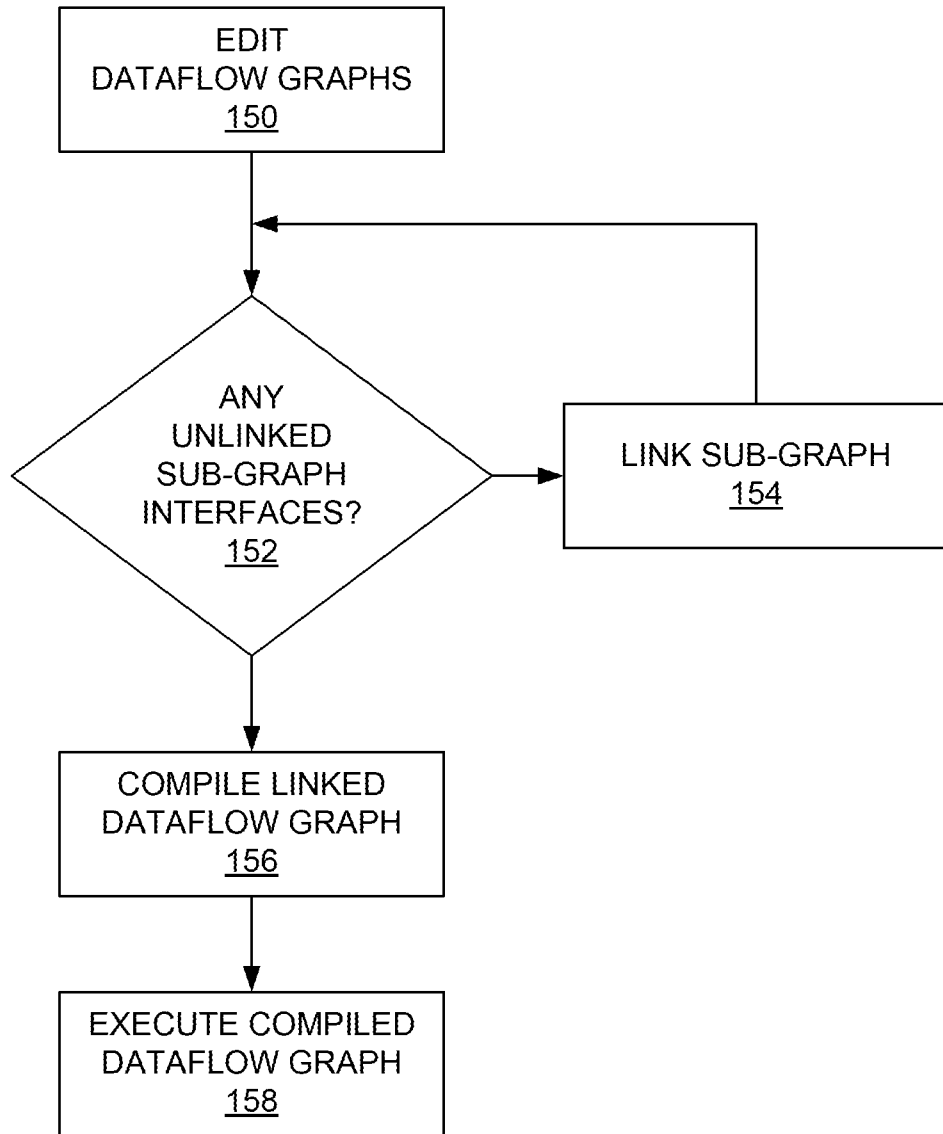 EDIT
DATAFLOW GRAPHS
150
ANY
UNLINKED
SUB-GRAPH
INTERFACES?
152
LINK SUB-GRAPH
154
COMPILE LINKED
DATAFLOW GRAPH
156
EXECUTE COMPILED
DATAFLOW GRAPH
158